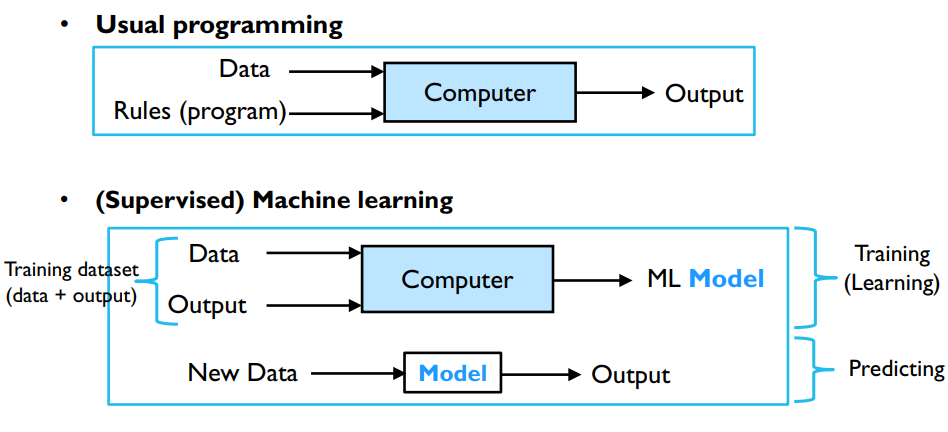 • Usual programming
Data
Rules (program)
Computer
Output
• (Supervised) Machine learning
Training dataset
(data + output)
Data
Output
Computer
ML Model
Training
(Learning)
New Data
Model
Output
Predicting